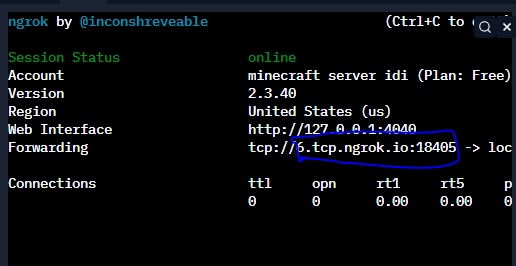 ngrok by @inconshreveable (Ctrl+C to
Session Status online
Account minecraft server idi (Plan: Free)
Version 2.3.40
Region United States (us)
Web Interface http://127.0.0.1:4040
Forwarding tcp://6.tcp.ngrok.io:18405 -> loc
Connections ttl opn rt1 rt5 p
0 0 0.00 0.00 0